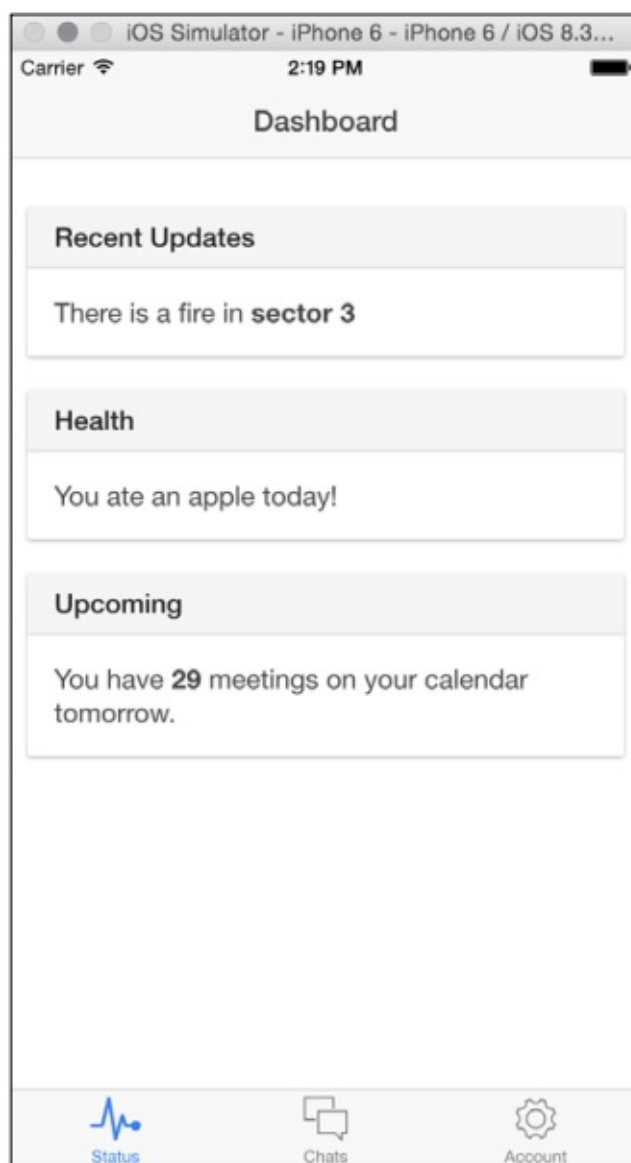 iOS Simulator - iPhone 6 - iPhone 6 / iOS 8.3...
Carrier 2:19 PM
Dashboard
Recent Updates
There is a fire in sector 3
Health
You ate an apple today!
Upcoming
You have 29 meetings on your calendar
tomorrow.
Status Chats Account